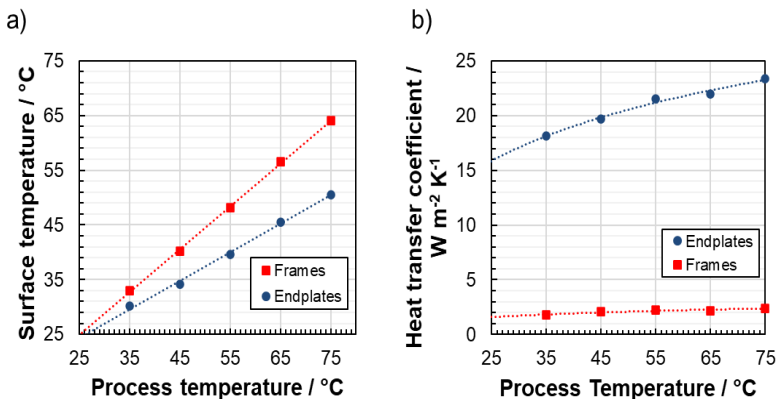 a)
Surface temperature / °C
75
65
55
45
35
25
25 35 45 55 65 75
Process temperature / °C
Frames
Endplates
b)
Heat transfer coefficient /
W m⁻² K⁻¹
25
20
15
10
5
0
25 35 45 55 65 75
Process Temperature / °C
Endplates
Frames